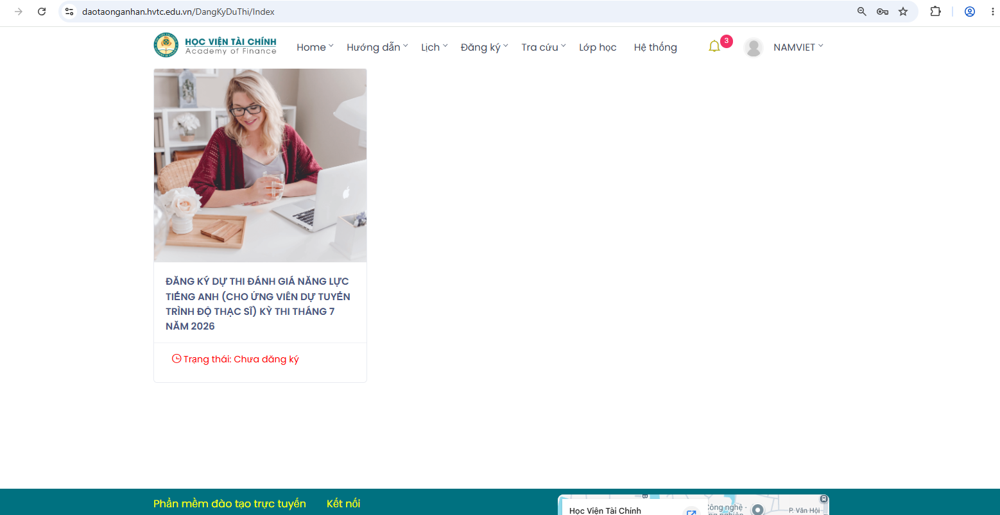 daotaonganhan.hvtc.edu.vn/DangKyDuThi/Index
HỌC VIỆN TÀI CHÍNH
Academy of Finance
Home
Hướng dẫn
Lịch
Đăng ký
Tra cứu
Lớp học
Hệ thống
3
NAMVIET
ĐĂNG KÝ DỰ THI ĐÁNH GIÁ NĂNG LỰC
TIẾNG ANH (CHO ỨNG VIÊN DỰ TUYỂN
TRÌNH ĐỘ THẠC SĨ) KỲ THI THÁNG 7
NĂM 2026
Trạng thái: Chưa đăng ký
Phần mềm đào tạo trực tuyến
Kết nối
Học Viện Tài Chính
Công nghệ -
P. Văn Hội